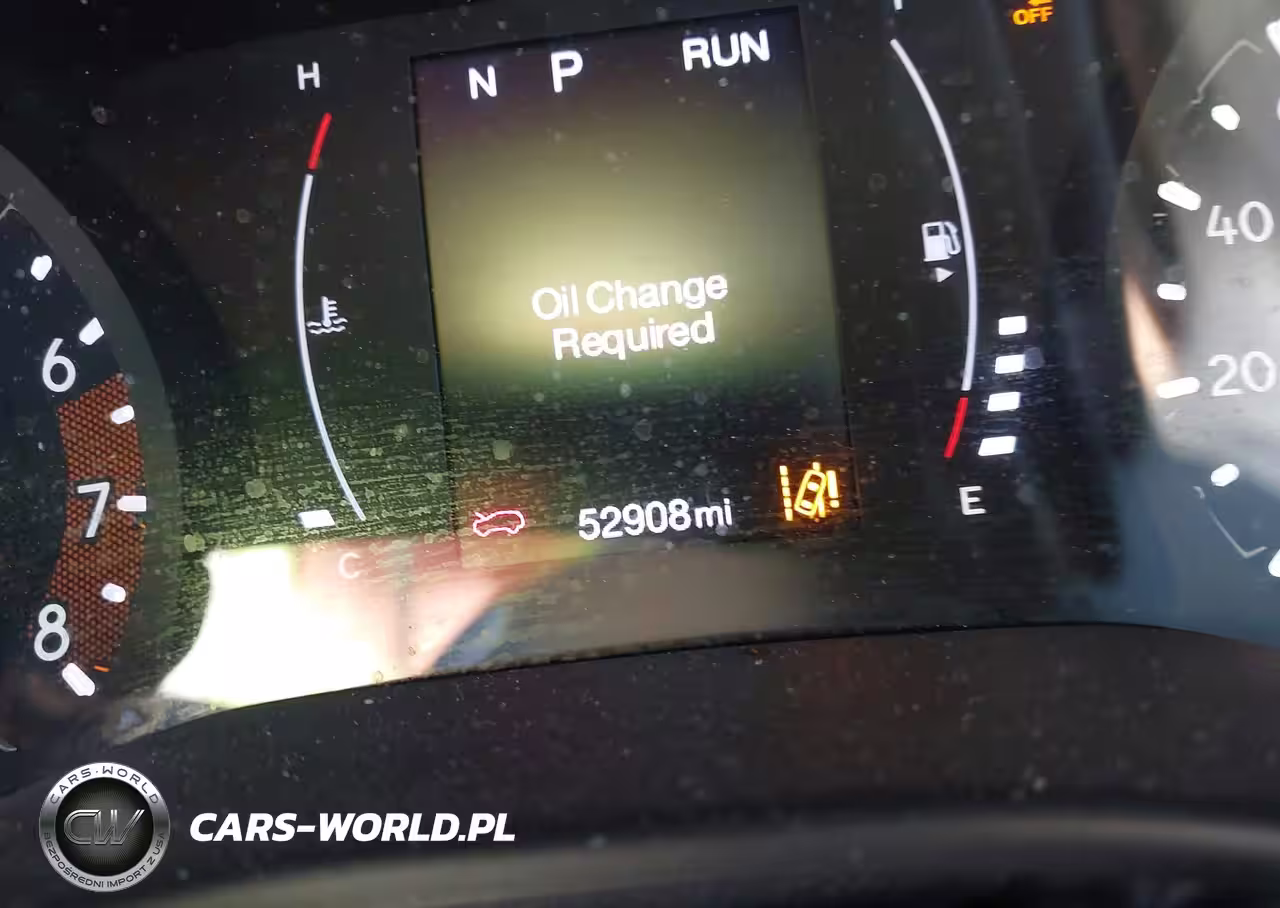 OFF
H
N P RUN
40
Oil Change
Required
6
20
7
52908mi
E
C
8
CARS-WORLD
CW
BEZPOŚREDNI IMPORT Z USA
CARS-WORLD.PL